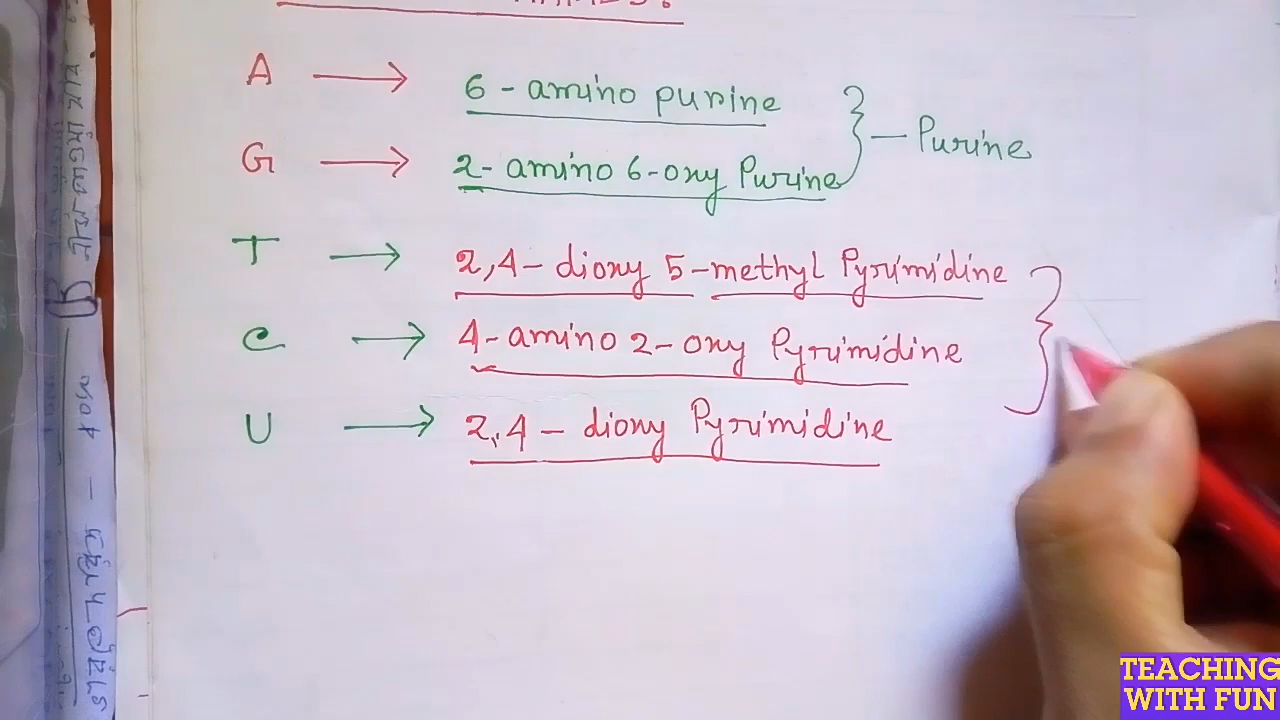 A → 6-amino purine
G → 2-amino 6-oxy Purine
} — Purine
T → 2,4-dioxy 5-methyl Pyrimidine
C → 4-amino 2-oxy Pyrimidine
U → 2,4-dioxy Pyrimidine
TEACHING
WITH FUN